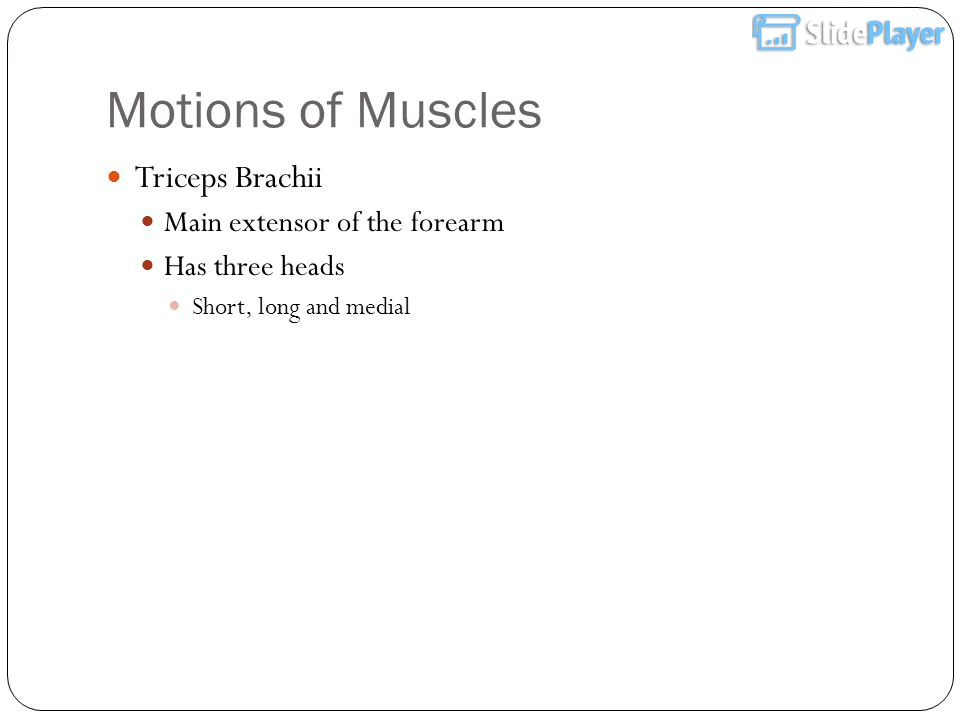 SlidePlayer
Motions of Muscles
Triceps Brachii
Main extensor of the forearm
Has three heads
Short, long and medial